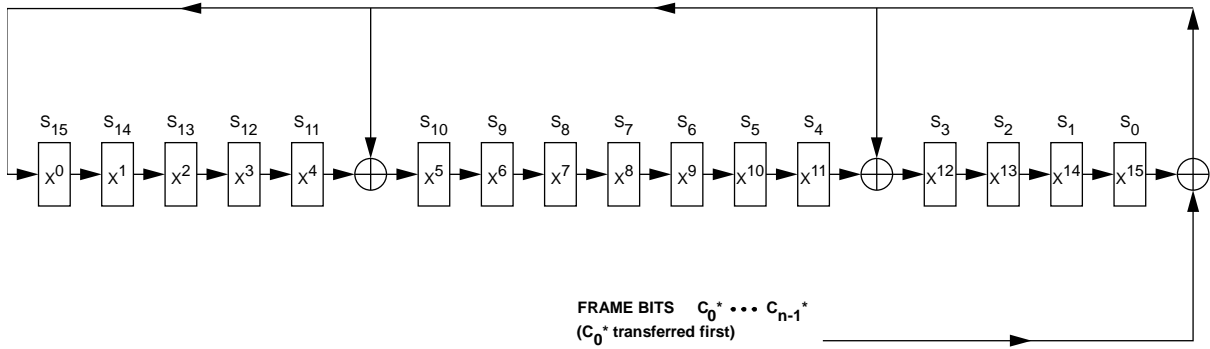 S15 S14 S13 S12 S11 S10 S9 S8 S7 S6 S5 S4 S3 S2 S1 S0
X0 X1 X2 X3 X4 X5 X6 X7 X8 X9 X10 X11 X12 X13 X14 X15
FRAME BITS C0* • • • Cn-1*
(C0* transferred first)